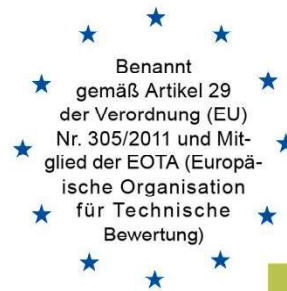 Benannt
gemäß Artikel 29
der Verordnung (EU)
Nr. 305/2011 und Mit-
glied der EOTA (Europä-
ische Organisation
für Technische
Bewertung)